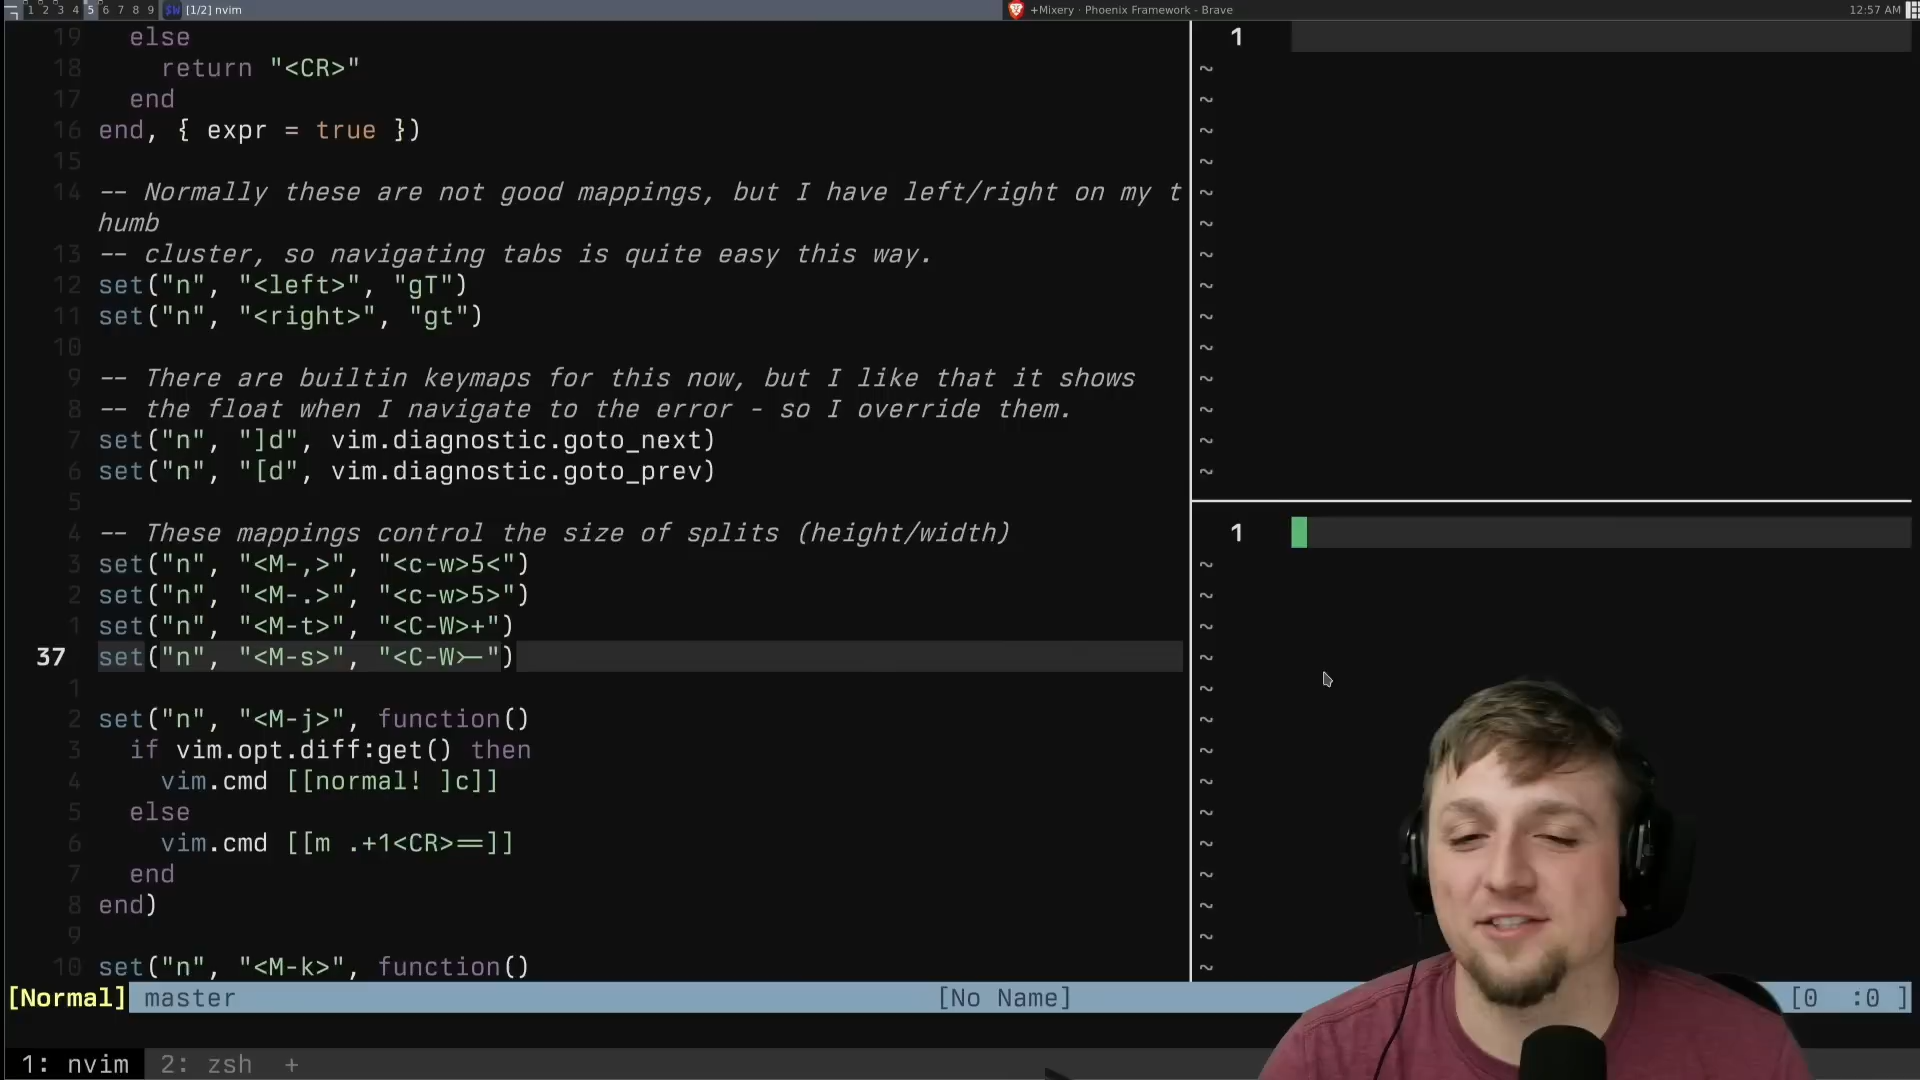 1 2 3 4 5 6 7 8 9 $W [1/2] nvim
+Mixery · Phoenix Framework - Brave
12:57 AM
19 else
18 return "<CR>"
17 end
16 end, { expr = true })
15
14 -- Normally these are not good mappings, but I have left/right on my t
humb
13 -- cluster, so navigating tabs is quite easy this way.
12 set("n", "<left>", "gT")
11 set("n", "<right>", "gt")
10
9 -- There are builtin keymaps for this now, but I like that it shows
8 -- the float when I navigate to the error - so I override them.
7 set("n", "]d", vim.diagnostic.goto_next)
6 set("n", "[d", vim.diagnostic.goto_prev)
5
4 -- These mappings control the size of splits (height/width)
3 set("n", "<M-,>", "<c-w>5<")
2 set("n", "<M-.>", "<c-w>5>")
1 set("n", "<M-t>", "<C-W>+")
37 set("n", "<M-s>", "<C-W>-")
1
2 set("n", "<M-j>", function()
3 if vim.opt.diff:get() then
4 vim.cmd [[normal! ]c]]
5 else
6 vim.cmd [[m .+1<CR>==]]
7 end
8 end)
9
10 set("n", "<M-k>", function()
1
~
~
~
~
~
~
~
~
~
~
~
~
~
~
1
~
~
~
~
~
~
~
~
~
~
~
~
~
~
[Normal] master [No Name] [0 :0 ]
1: nvim 2: zsh +